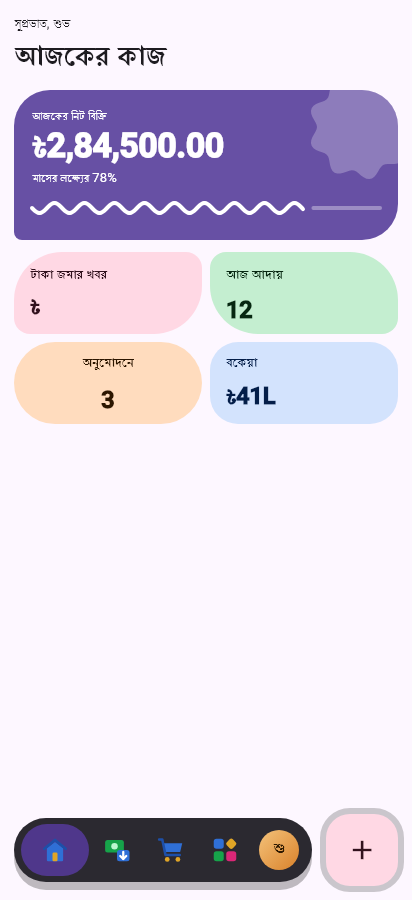 সুপ্রভাত, শুভ
আজকের কাজ
আজকের নিট বিক্রি
৳2,84,500.00
মাসের লক্ষ্যের 78%
টাকা জমার খবর
৳
আজ আদায়
12
অনুমোদনে
3
বকেয়া
৳41L
শু
+